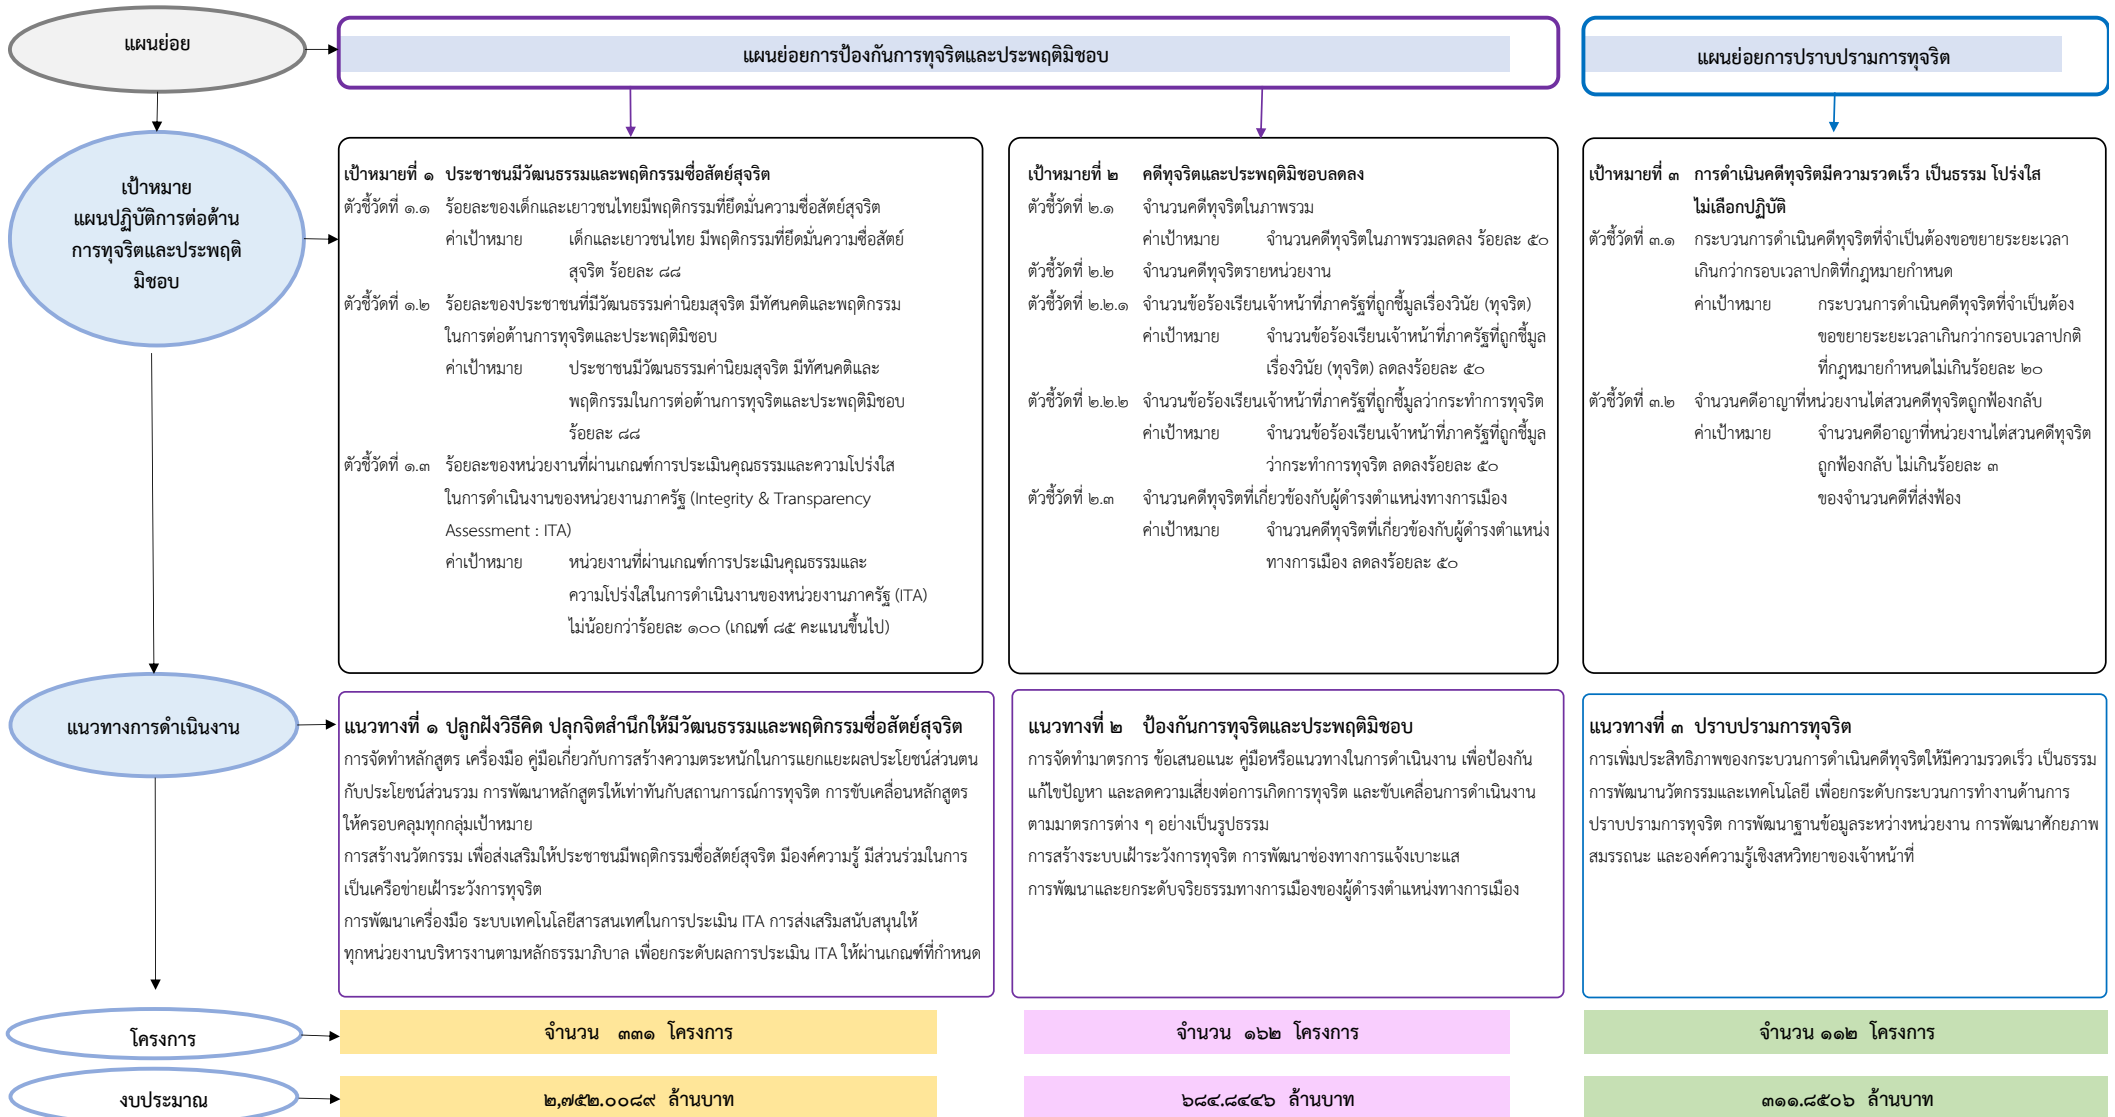 แผนย่อย
แผนย่อยการป้องกันการทุจริตและประพฤติมิชอบ
แผนย่อยการปราบปรามการทุจริต
เป้าหมาย
แผนปฏิบัติการต่อต้าน
การทุจริตและประพฤติ
มิชอบ
เป้าหมายที่ ๑ ประชาชนมีวัฒนธรรมและพฤติกรรมซื่อสัตย์สุจริต
ตัวชี้วัดที่ ๑.๑ ร้อยละของเด็กและเยาวชนไทยมีพฤติกรรมที่ยึดมั่นความซื่อสัตย์สุจริต
ค่าเป้าหมาย เด็กและเยาวชนไทย มีพฤติกรรมที่ยึดมั่นความซื่อสัตย์
สุจริต ร้อยละ ๘๘
ตัวชี้วัดที่ ๑.๒ ร้อยละของประชาชนที่มีวัฒนธรรมค่านิยมสุจริต มีทัศนคติและพฤติกรรม
ในการต่อต้านการทุจริตและประพฤติมิชอบ
ค่าเป้าหมาย ประชาชนมีวัฒนธรรมค่านิยมสุจริต มีทัศนคติและ
พฤติกรรมในการต่อต้านการทุจริตและประพฤติมิชอบ
ร้อยละ ๘๘
ตัวชี้วัดที่ ๑.๓ ร้อยละของหน่วยงานที่ผ่านเกณฑ์การประเมินคุณธรรมและความโปร่งใส
ในการดำเนินงานของหน่วยงานภาครัฐ (Integrity & Transparency
Assessment : ITA)
ค่าเป้าหมาย หน่วยงานที่ผ่านเกณฑ์การประเมินคุณธรรมและ
ความโปร่งใสในการดำเนินงานของหน่วยงานภาครัฐ (ITA)
ไม่น้อยกว่าร้อยละ ๑๐๐ (เกณฑ์ ๘๕ คะแนนขึ้นไป)
เป้าหมายที่ ๒ คดีทุจริตและประพฤติมิชอบลดลง
ตัวชี้วัดที่ ๒.๑ จำนวนคดีทุจริตในภาพรวม
ค่าเป้าหมาย จำนวนคดีทุจริตในภาพรวมลดลง ร้อยละ ๕๐
ตัวชี้วัดที่ ๒.๒ จำนวนคดีทุจริตรายหน่วยงาน
ตัวชี้วัดที่ ๒.๒.๑ จำนวนข้อร้องเรียนเจ้าหน้าที่ภาครัฐที่ถูกชี้มูลเรื่องวินัย (ทุจริต)
ค่าเป้าหมาย จำนวนข้อร้องเรียนเจ้าหน้าที่ภาครัฐที่ถูกชี้มูล
เรื่องวินัย (ทุจริต) ลดลงร้อยละ ๕๐
ตัวชี้วัดที่ ๒.๒.๒ จำนวนข้อร้องเรียนเจ้าหน้าที่ภาครัฐที่ถูกชี้มูลว่ากระทำการทุจริต
ค่าเป้าหมาย จำนวนข้อร้องเรียนเจ้าหน้าที่ภาครัฐที่ถูกชี้มูล
ว่ากระทำการทุจริต ลดลงร้อยละ ๕๐
ตัวชี้วัดที่ ๒.๓ จำนวนคดีทุจริตที่เกี่ยวข้องกับผู้ดำรงตำแหน่งทางการเมือง
ค่าเป้าหมาย จำนวนคดีทุจริตที่เกี่ยวข้องกับผู้ดำรงตำแหน่ง
ทางการเมือง ลดลงร้อยละ ๕๐
เป้าหมายที่ ๓ การดำเนินคดีทุจริตมีความรวดเร็ว เป็นธรรม โปร่งใส
ไม่เลือกปฏิบัติ
ตัวชี้วัดที่ ๓.๑ กระบวนการดำเนินคดีทุจริตที่จำเป็นต้องขอขยายระยะเวลา
เกินกว่ากรอบเวลาปกติที่กฎหมายกำหนด
ค่าเป้าหมาย กระบวนการดำเนินคดีทุจริตที่จำเป็นต้อง
ขอขยายระยะเวลาเกินกว่ากรอบเวลาปกติ
ที่กฎหมายกำหนดไม่เกินร้อยละ ๒๐
ตัวชี้วัดที่ ๓.๒ จำนวนคดีอาญาที่หน่วยงานไต่สวนคดีทุจริตถูกฟ้องกลับ
ค่าเป้าหมาย จำนวนคดีอาญาที่หน่วยงานไต่สวนคดีทุจริต
ถูกฟ้องกลับ ไม่เกินร้อยละ ๓
ของจำนวนคดีที่ส่งฟ้อง
แนวทางการดำเนินงาน
แนวทางที่ ๑ ปลูกฝังวิธีคิด ปลุกจิตสำนึกให้มีวัฒนธรรมและพฤติกรรมซื่อสัตย์สุจริต
การจัดทำหลักสูตร เครื่องมือ คู่มือเกี่ยวกับการสร้างความตระหนักในการแยกแยะผลประโยชน์ส่วนตน
กับประโยชน์ส่วนรวม การพัฒนาหลักสูตรให้เท่าทันกับสถานการณ์การทุจริต การขับเคลื่อนหลักสูตร
ให้ครอบคลุมทุกกลุ่มเป้าหมาย
การสร้างนวัตกรรม เพื่อส่งเสริมให้ประชาชนมีพฤติกรรมซื่อสัตย์สุจริต มีองค์ความรู้ มีส่วนร่วมในการ
เป็นเครือข่ายเฝ้าระวังการทุจริต
การพัฒนาเครื่องมือ ระบบเทคโนโลยีสารสนเทศในการประเมิน ITA การส่งเสริมสนับสนุนให้
ทุกหน่วยงานบริหารงานตามหลักธรรมาภิบาล เพื่อยกระดับผลการประเมิน ITA ให้ผ่านเกณฑ์ที่กำหนด
แนวทางที่ ๒ ป้องกันการทุจริตและประพฤติมิชอบ
การจัดทำมาตรการ ข้อเสนอแนะ คู่มือหรือแนวทางในการดำเนินงาน เพื่อป้องกัน
แก้ไขปัญหา และลดความเสี่ยงต่อการเกิดการทุจริต และขับเคลื่อนการดำเนินงาน
ตามมาตรการต่าง ๆ อย่างเป็นรูปธรรม
การสร้างระบบเฝ้าระวังการทุจริต การพัฒนาช่องทางการแจ้งเบาะแส
การพัฒนาและยกระดับจริยธรรมทางการเมืองของผู้ดำรงตำแหน่งทางการเมือง
แนวทางที่ ๓ ปราบปรามการทุจริต
การเพิ่มประสิทธิภาพของกระบวนการดำเนินคดีทุจริตให้มีความรวดเร็ว เป็นธรรม
การพัฒนานวัตกรรมและเทคโนโลยี เพื่อยกระดับกระบวนการทำงานด้านการ
ปราบปรามการทุจริต การพัฒนาฐานข้อมูลระหว่างหน่วยงาน การพัฒนาศักยภาพ
สมรรถนะ และองค์ความรู้เชิงสหวิทยาของเจ้าหน้าที่
โครงการ
จำนวน ๓๓๑ โครงการ
จำนวน ๑๖๒ โครงการ
จำนวน ๑๑๒ โครงการ
งบประมาณ
๒,๗๕๒.๐๐๘๙ ล้านบาท
๖๘๔.๘๔๔๖ ล้านบาท
๓๑๑.๘๕๐๖ ล้านบาท